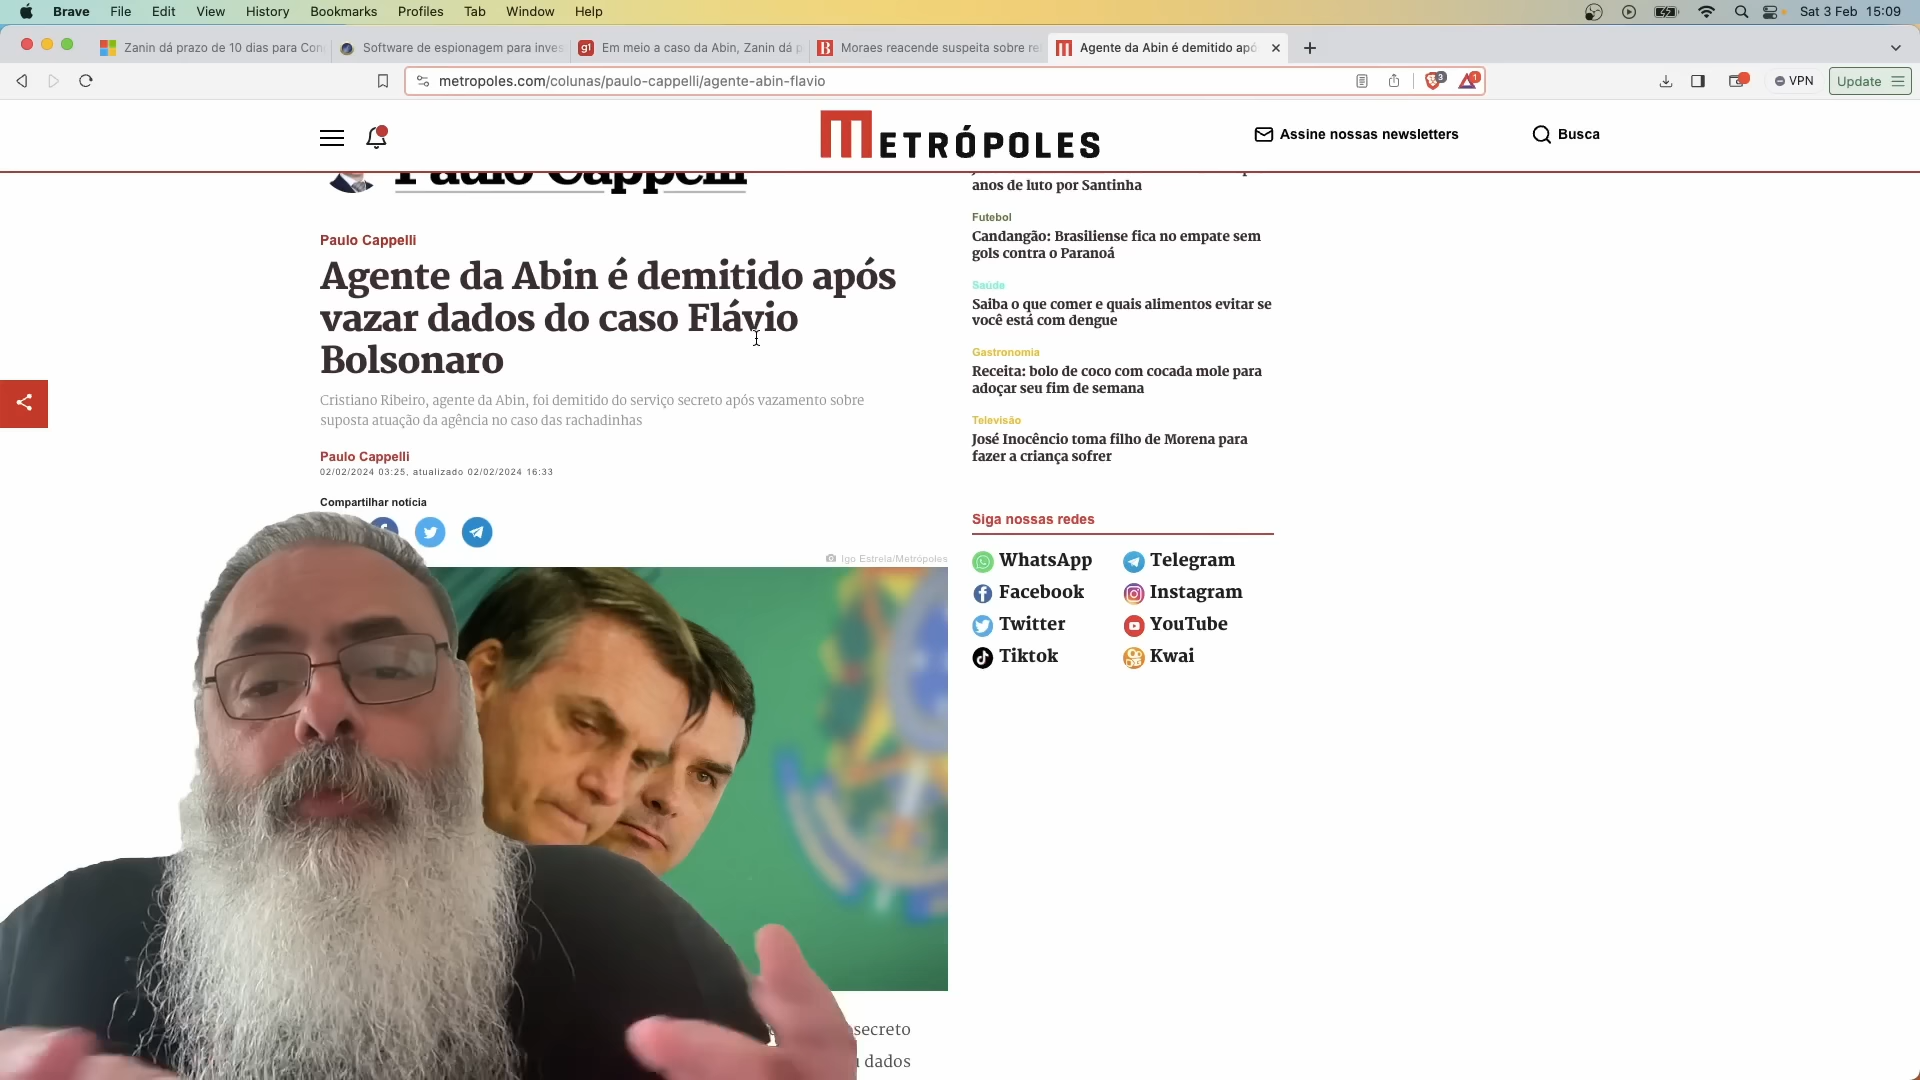 Brave File Edit View History Bookmarks Profiles Tab Window Help Sat 3 Feb 15:09
Zanin dá prazo de 10 dias para Con Software de espionagem para inves g1 Em meio a caso da Abin, Zanin dá p B Moraes reacende suspeita sobre re Agente da Abin é demitido apó
metropoles.com/colunas/paulo-cappelli/agente-abin-flavio 3 1 VPN Update
METRÓPOLES Assine nossas newsletters Busca
Paulo Cappelli
Paulo Cappelli
Agente da Abin é demitido após
vazar dados do caso Flávio
Bolsonaro
Cristiano Ribeiro, agente da Abin, foi demitido do serviço secreto após vazamento sobre
suposta atuação da agência no caso das rachadinhas
Paulo Cappelli
02/02/2024 03:25, atualizado 02/02/2024 16:33
Compartilhar notícia
Igo Estrela/Metrópoles
secreto
dados
anos de luto por Santinha
Futebol
Candangão: Brasiliense fica no empate sem
gols contra o Paranoá
Saúde
Saiba o que comer e quais alimentos evitar se
você está com dengue
Gastronomia
Receita: bolo de coco com cocada mole para
adoçar seu fim de semana
Televisão
José Inocêncio toma filho de Morena para
fazer a criança sofrer
Siga nossas redes
WhatsApp Telegram
Facebook Instagram
Twitter YouTube
Tiktok Kwai